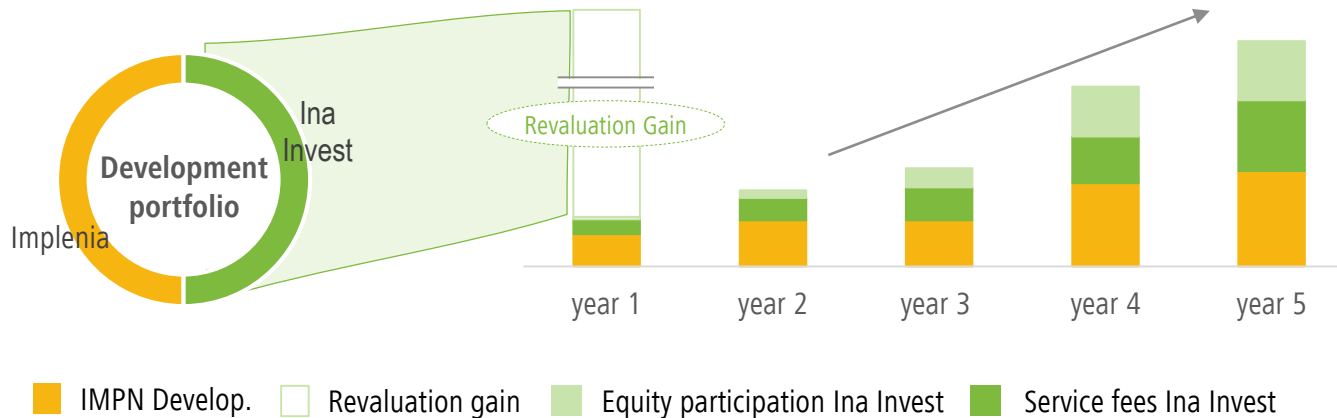 Ina
Invest
Development
portfolio
Implenia
Revaluation Gain
year 1
year 2
year 3
year 4
year 5
IMPN Develop.
Revaluation gain
Equity participation Ina Invest
Service fees Ina Invest